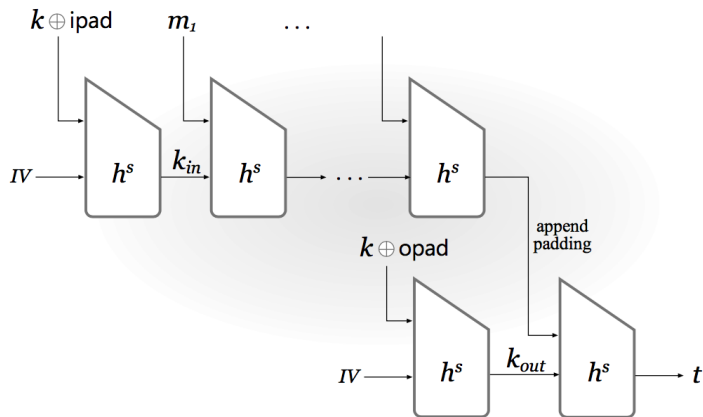 k ⊕ ipad
m₁
...
IV
hˢ
k_in
hˢ
...
hˢ
append
padding
k ⊕ opad
IV
hˢ
k_out
hˢ
t